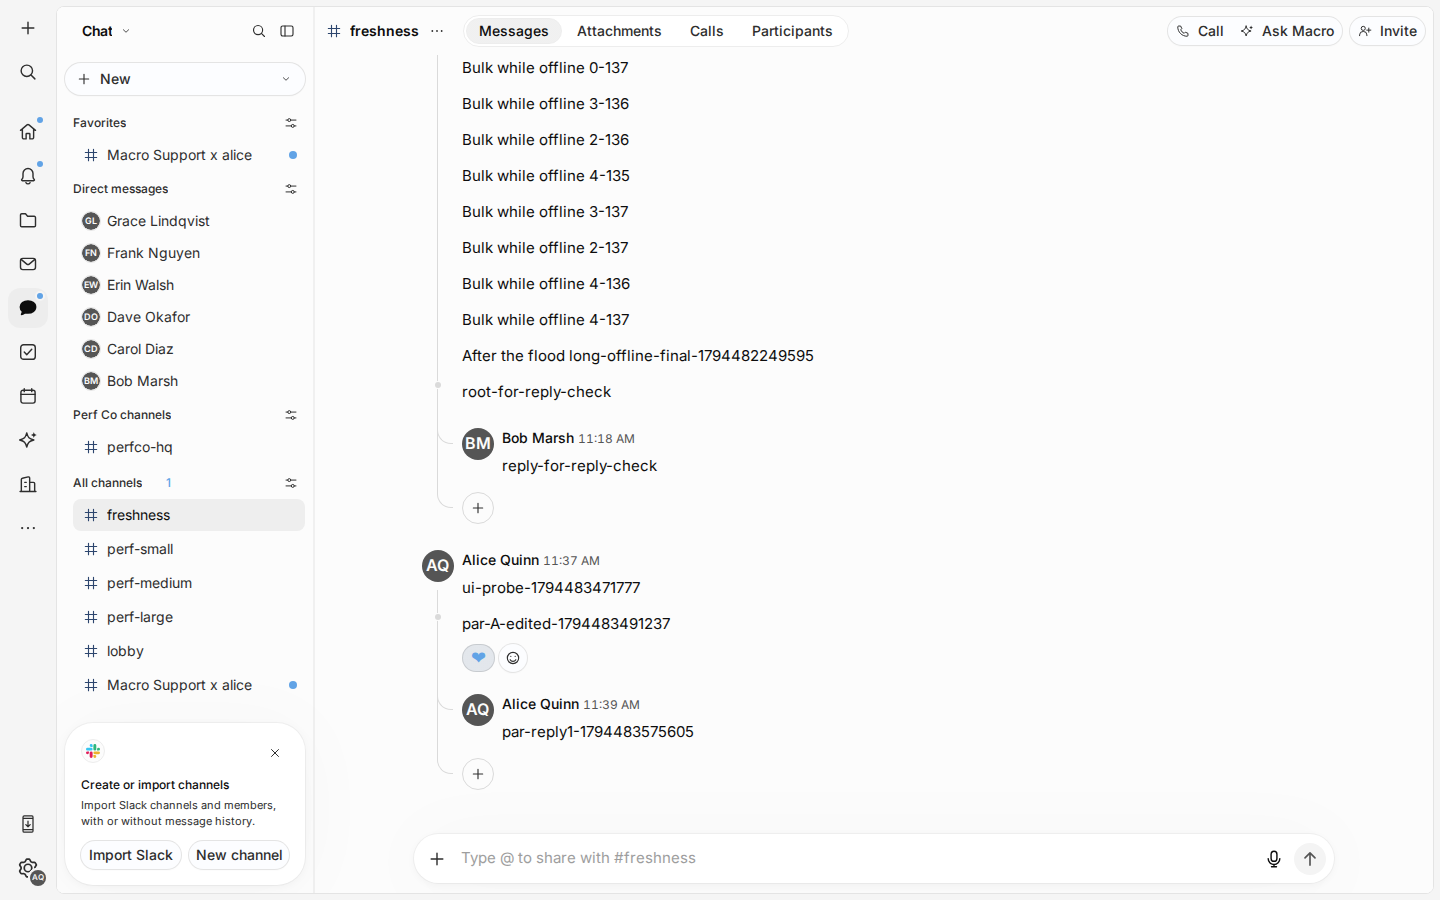 Chat
New
Favorites
Macro Support x alice
Direct messages
GL Grace Lindqvist
FN Frank Nguyen
EW Erin Walsh
DO Dave Okafor
CD Carol Diaz
BM Bob Marsh
Perf Co channels
perfco-hq
All channels 1
freshness
perf-small
perf-medium
perf-large
lobby
Macro Support x alice
Create or import channels
Import Slack channels and members,
with or without message history.
Import Slack New channel
AQ
freshness Messages Attachments Calls Participants Call Ask Macro Invite
Bulk while offline 0-137
Bulk while offline 3-136
Bulk while offline 2-136
Bulk while offline 4-135
Bulk while offline 3-137
Bulk while offline 2-137
Bulk while offline 4-136
Bulk while offline 4-137
After the flood long-offline-final-1794482249595
root-for-reply-check
BM Bob Marsh 11:18 AM
reply-for-reply-check
AQ Alice Quinn 11:37 AM
ui-probe-1794483471777
par-A-edited-1794483491237
AQ Alice Quinn 11:39 AM
par-reply1-1794483575605
Type @ to share with #freshness